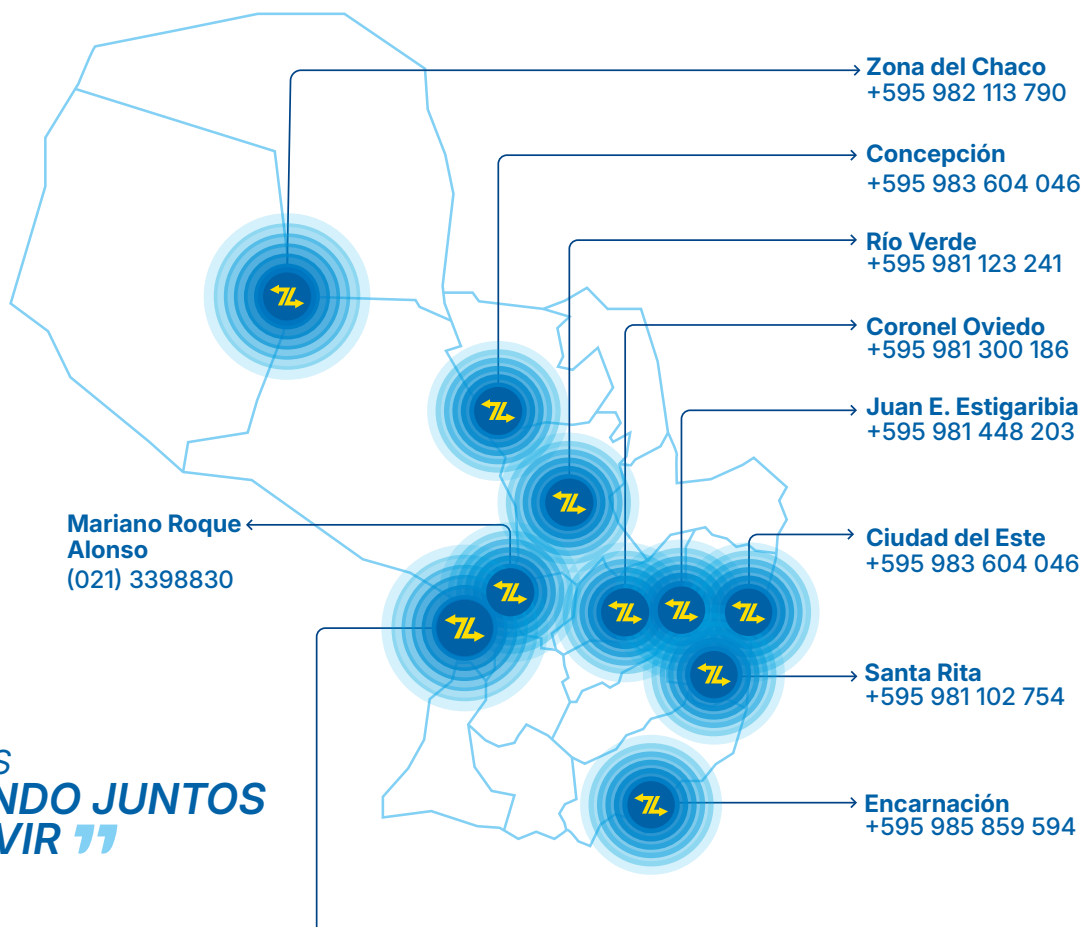 Zona del Chaco
+595 982 113 790
Concepción
+595 983 604 046
Río Verde
+595 981 123 241
Coronel Oviedo
+595 981 300 186
Juan E. Estigaribia
+595 981 448 203
Mariano Roque
Alonso
(021) 3398830
Ciudad del Este
+595 983 604 046
Santa Rita
+595 981 102 754
Encarnación
+595 985 859 594
S
NDO JUNTOS
VIR ”